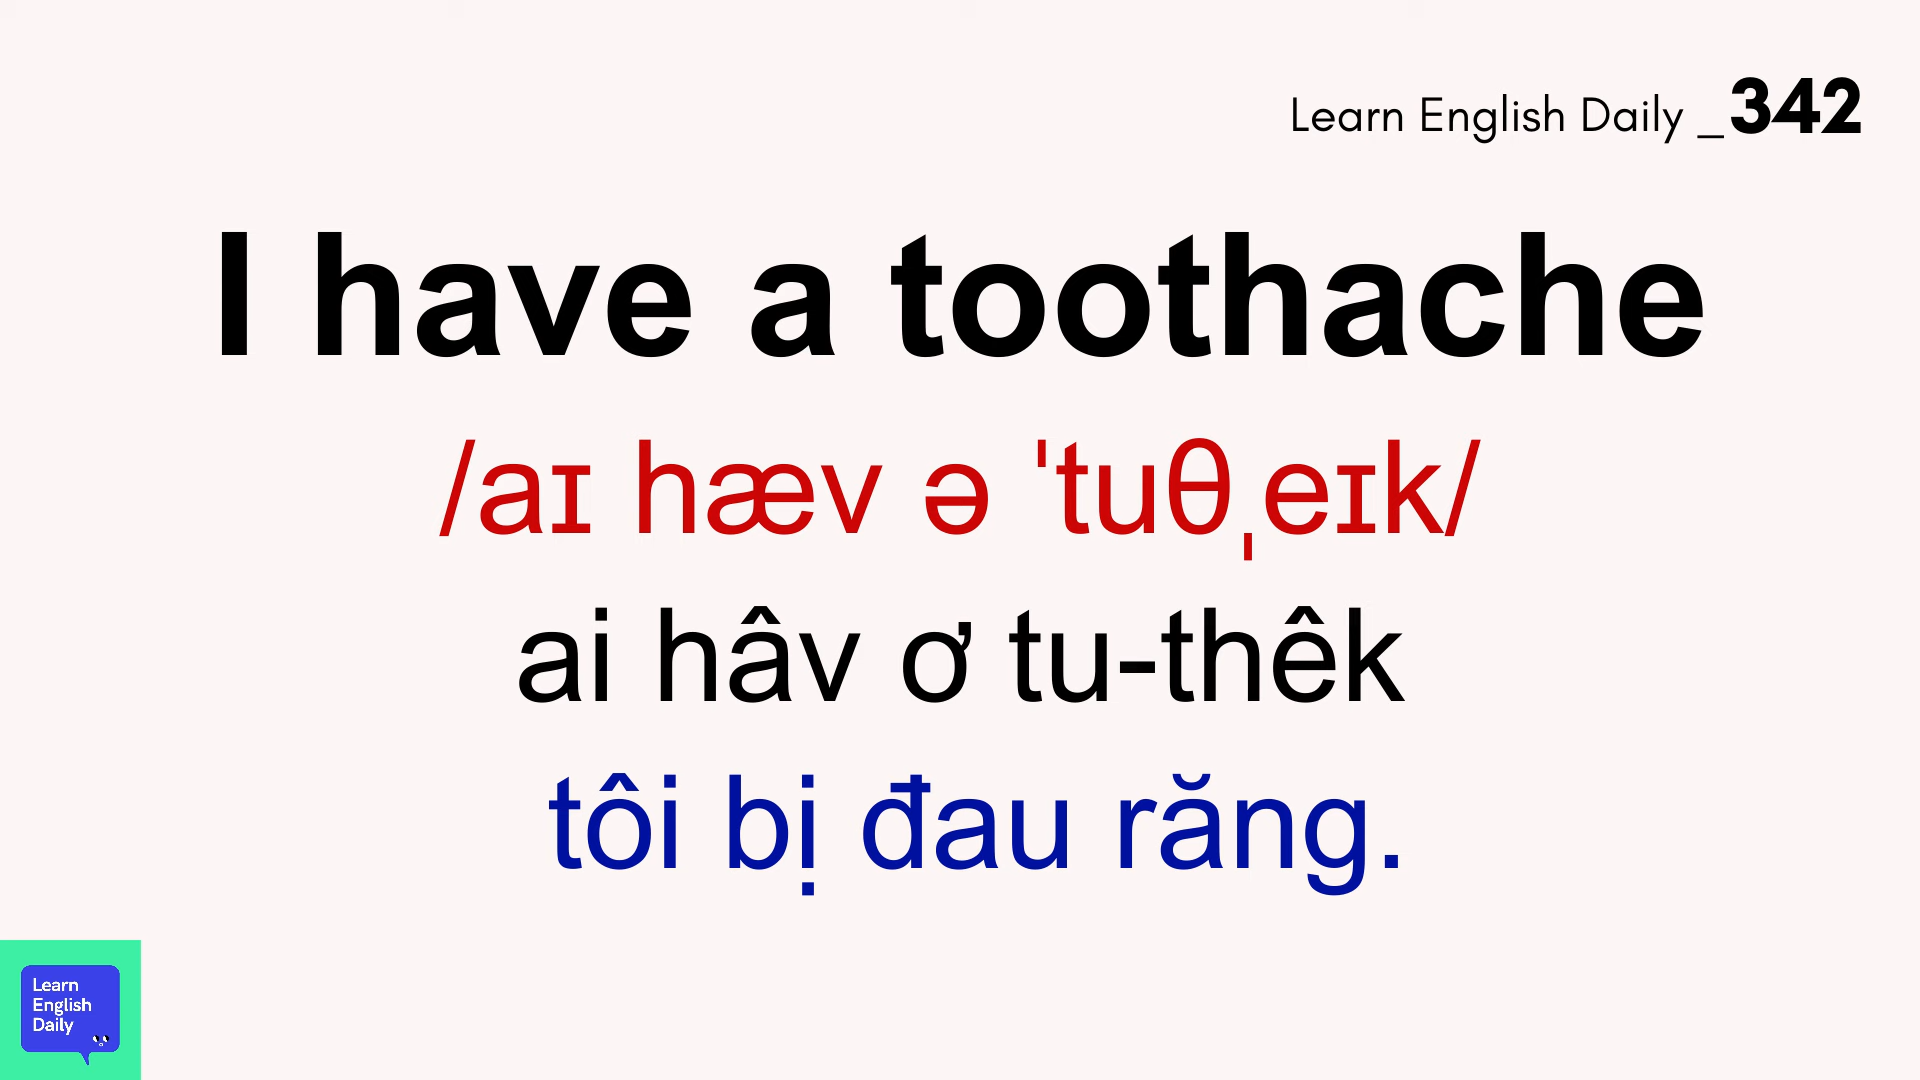 Learn English Daily _342
I have a toothache
/aɪ hæv ə ˈtuθˌeɪk/
ai hâv ơ tu-thêk
tôi bị đau răng.
Learn
English
Daily